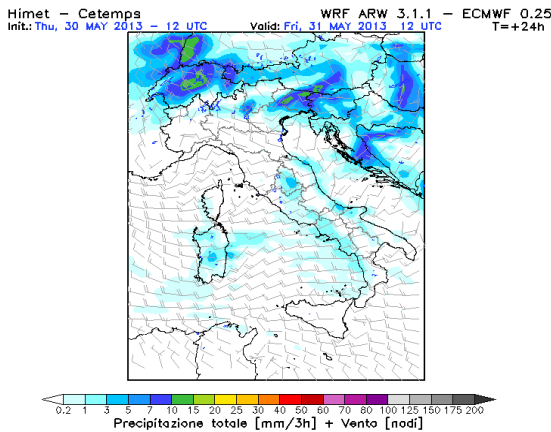 Himet – Cetemps WRF ARW 3.1.1 – ECMWF 0.25
Init.: Thu, 30 MAY 2013 – 12 UTC Valid: Fri, 31 MAY 2013 12 UTC T=+24h
0.2 1 3 5 7 10 15 20 25 30 40 50 60 70 80 90 100 125 150 175 200
Precipitazione totale [mm/3h] + Vento [nodi]